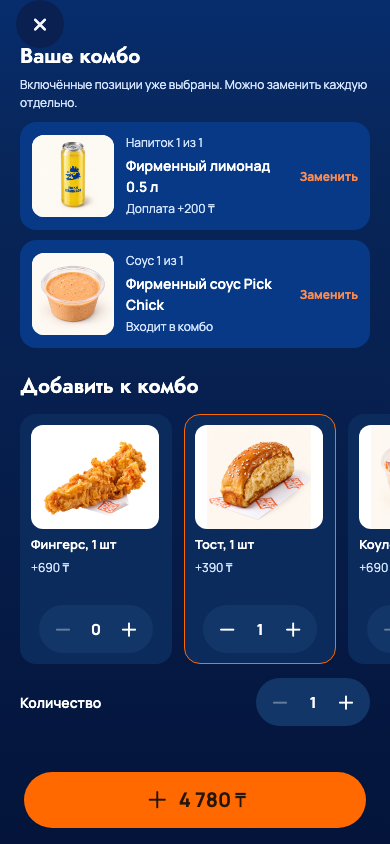 Ваше комбо
Включённые позиции уже выбраны. Можно заменить каждую
отдельно.
Напиток 1 из 1
Фирменный лимонад
0.5 л
Доплата +200 ₸
Заменить
Соус 1 из 1
Фирменный соус Pick
Chick
Входит в комбо
Заменить
Добавить к комбо
Фингерс, 1 шт
+690 ₸
0
Тост, 1 шт
+390 ₸
1
+690
Количество
1
+ 4 780 ₸